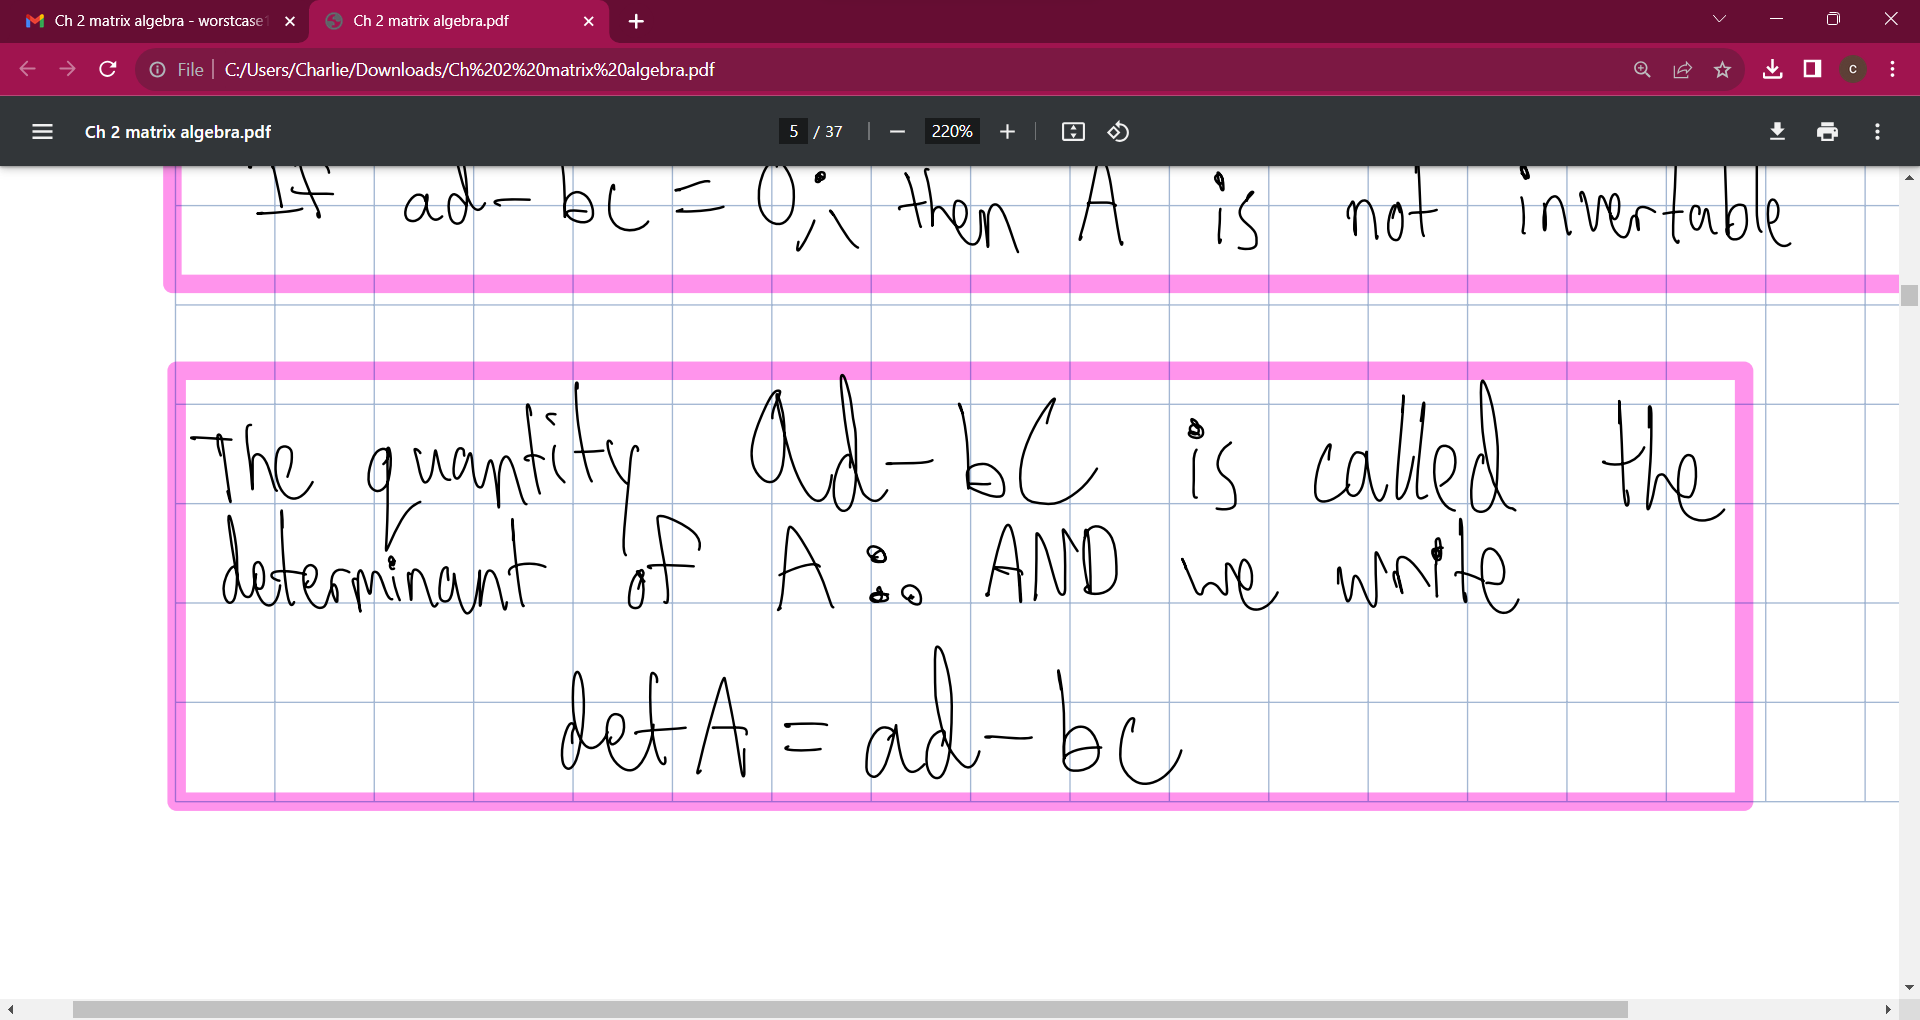 Ch 2 matrix algebra - worstcase1
Ch 2 matrix algebra.pdf
File
C:/Users/Charlie/Downloads/Ch%202%20matrix%20algebra.pdf
C
Ch 2 matrix algebra.pdf
5 / 37
220%
If ad-bc = 0; then A is not invertable
The quantity ad-bc is called the
determinant of A : . AND we write
det A = ad-bc